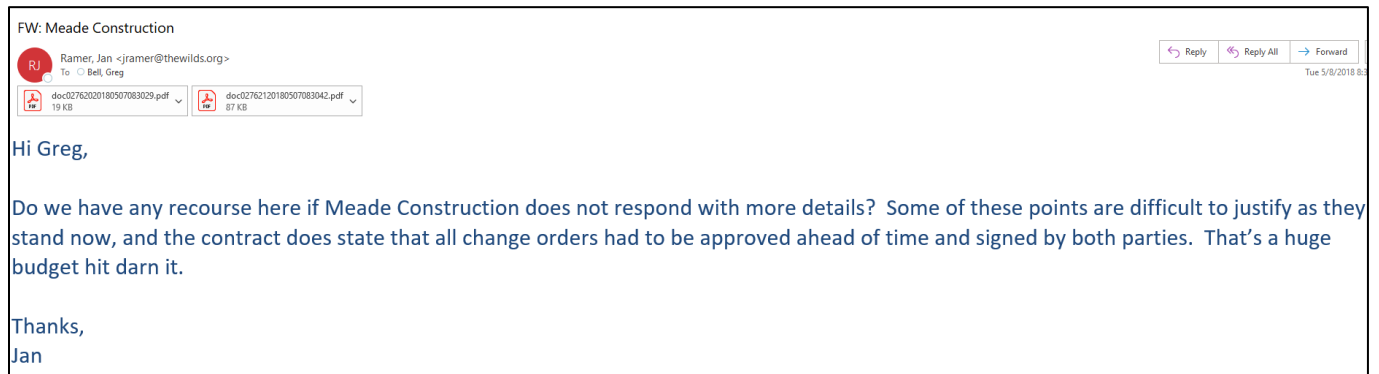 FW: Meade Construction
RJ
Ramer, Jan <jramer@thewilds.org>
To Bell, Greg
Reply
Reply All
Forward
Tue 5/8/2018 8:3
PDF
doc02762020180507083029.pdf
19 KB
PDF
doc02762120180507083042.pdf
87 KB
Hi Greg,
Do we have any recourse here if Meade Construction does not respond with more details?  Some of these points are difficult to justify as they
stand now, and the contract does state that all change orders had to be approved ahead of time and signed by both parties.  That’s a huge
budget hit darn it.
Thanks,
Jan